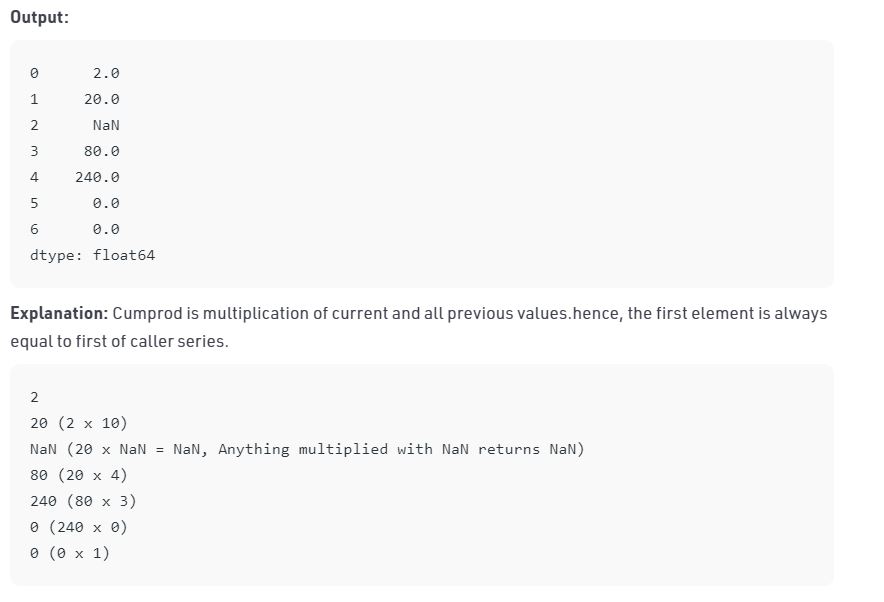 Output:
0 2.0
1 20.0
2 NaN
3 80.0
4 240.0
5 0.0
6 0.0
dtype: float64
Explanation: Cumprod is multiplication of current and all previous values.hence, the first element is always
equal to first of caller series.
2
20 (2 x 10)
NaN (20 x NaN = NaN, Anything multiplied with NaN returns NaN)
80 (20 x 4)
240 (80 x 3)
0 (240 x 0)
0 (0 x 1)